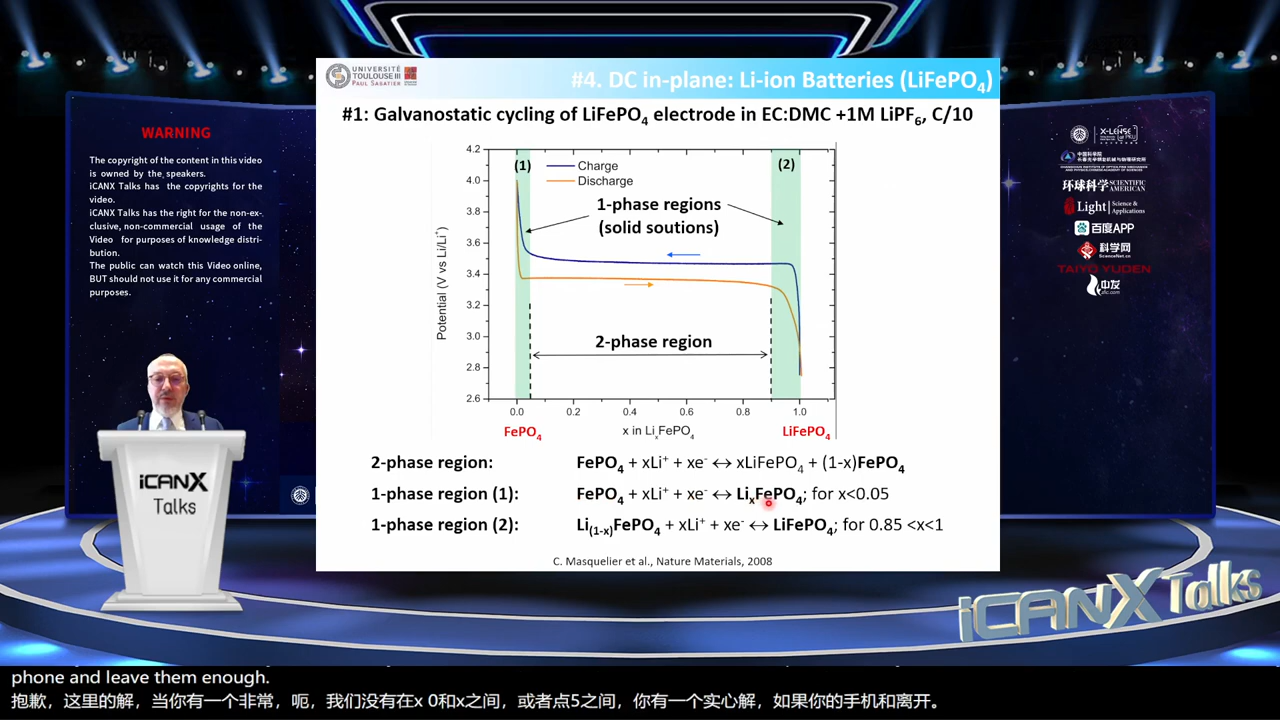 UNIVERSITÉ
TOULOUSE III
PAUL SABATIER
#4. DC in-plane: Li-ion Batteries (LiFePO4)
#1: Galvanostatic cycling of LiFePO4 electrode in EC:DMC +1M LiPF6, C/10
4.2
4.0
3.8
3.6
3.4
3.2
3.0
2.8
2.6
Potential (V vs Li/Li+)
(1)
(2)
Charge
Discharge
1-phase regions
(solid soutions)
2-phase region
0.0
0.2
0.4
0.6
0.8
1.0
FePO4
x in LixFePO4
LiFePO4
2-phase region: FePO4 + xLi+ + xe- ↔ xLiFePO4 + (1-x)FePO4
1-phase region (1): FePO4 + xLi+ + xe- ↔ LixFePO4; for x<0.05
1-phase region (2): Li(1-x)FePO4 + xLi+ + xe- ↔ LiFePO4; for 0.85 <x<1
C. Masquelier et al., Nature Materials, 2008
WARNING
The copyright of the content in this video
is owned by the speakers.
iCANX Talks has the copyrights for the
video.
iCANX Talks has the right for the non-ex-
clusive, non-commercial usage of the
Video for purposes of knowledge distri-
bution.
The public can watch this Video online,
BUT should not use it for any commercial
purposes.
iCANX
Talks
X-LENSE
环球科学 SCIENTIFIC
AMERICAN
Light Science &
Applications
百度APP
科学网
ScienceNet.cn
TAIYO YUDEN
中友
iCANX Talks
phone and leave them enough.
抱歉，这里的解，当你有一个非常，呃，我们没有在x 0和x之间，或者点5之间，你有一个实心解，如果你的手机和离开。